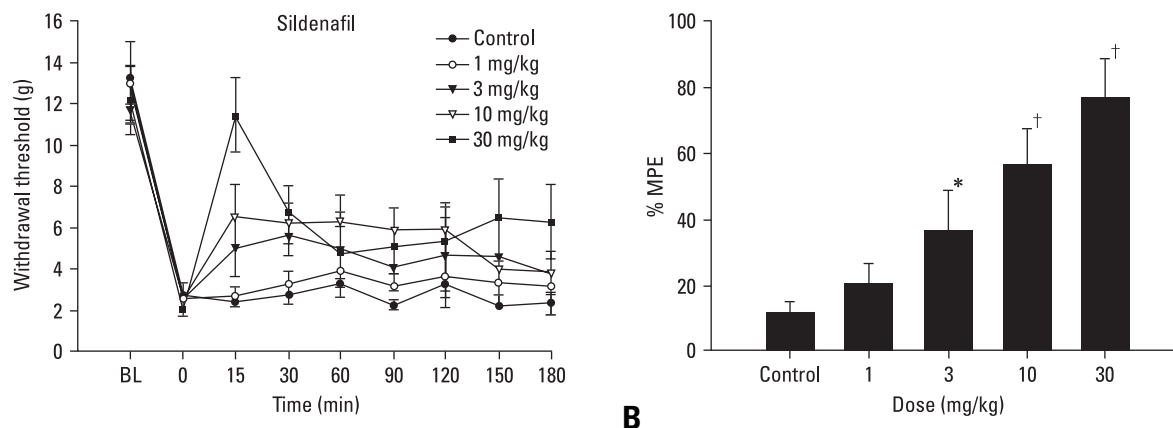 Sildenafil
Control
1 mg/kg
3 mg/kg
10 mg/kg
30 mg/kg
Withdrawal threshold (g)
16
14
12
10
8
6
4
2
0
BL 0 15 30 60 90 120 150 180
Time (min)
% MPE
100
80
60
40
20
0
*
†
†
Control 1 3 10 30
Dose (mg/kg)
B